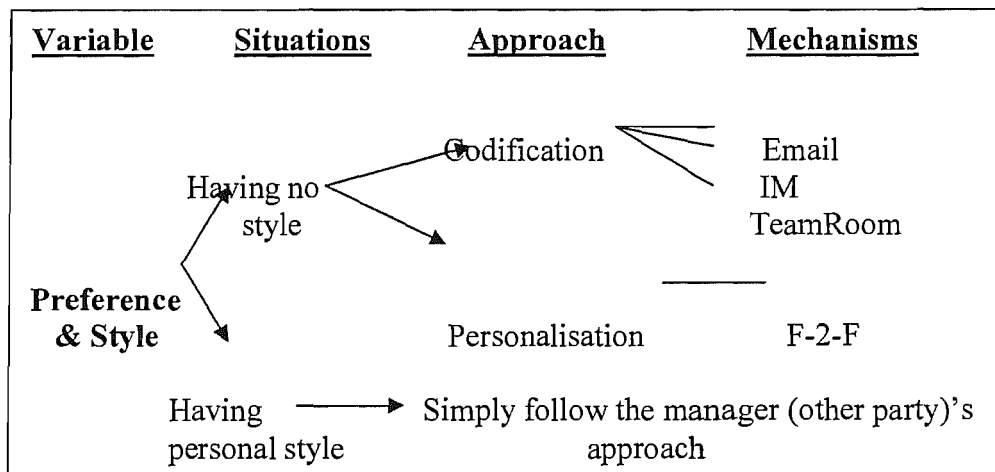 Variable Situations Approach Mechanisms
Codification Email
Having no IM
style TeamRoom
Preference
& Style Personalisation F-2-F
Having Simply follow the manager (other party)'s
personal style approach